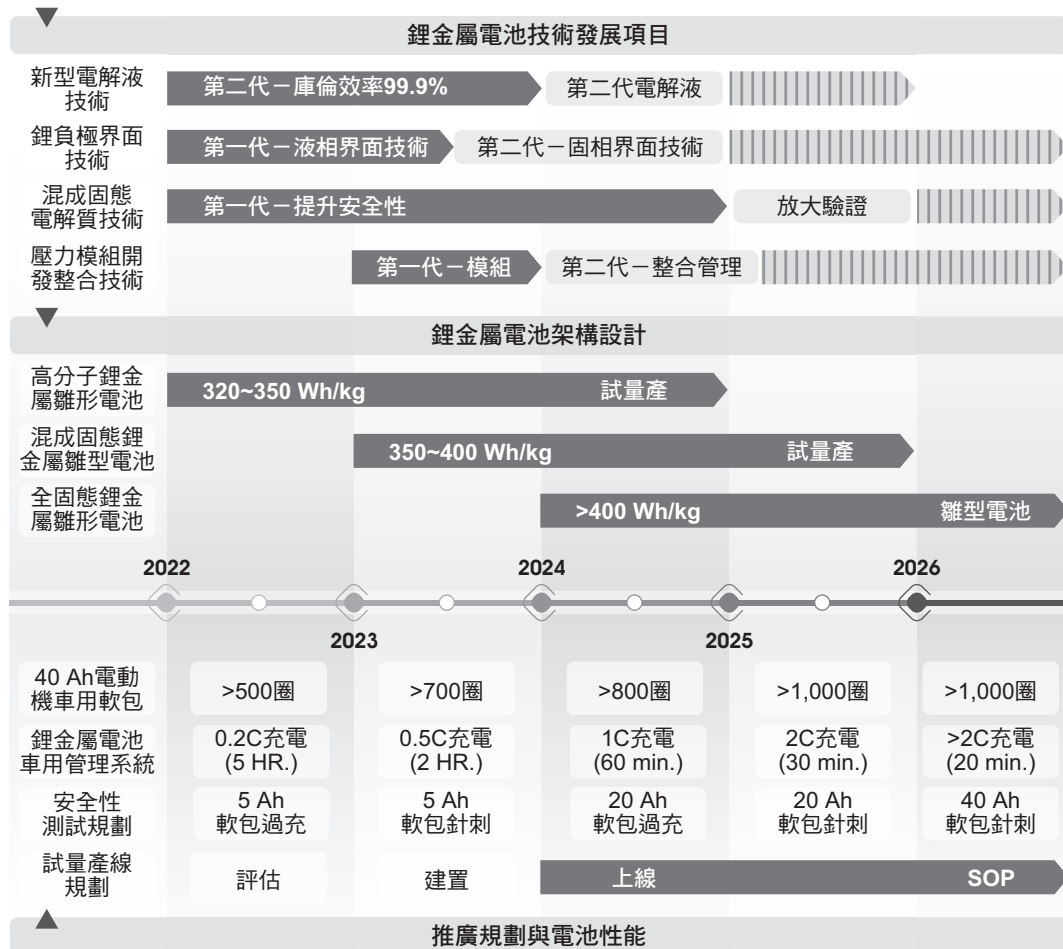 鋰金屬電池技術發展項目
新型電解液
技術
第二代－庫倫效率99.9%
第二代電解液
鋰負極界面
技術
第一代－液相界面技術
第二代－固相界面技術
混成固態
電解質技術
第一代－提升安全性
放大驗證
壓力模組開
發整合技術
第一代－模組
第二代－整合管理
鋰金屬電池架構設計
高分子鋰金
屬雛形電池
320~350 Wh/kg
試量產
混成固態鋰
金屬雛型電池
350~400 Wh/kg
試量產
全固態鋰金
屬雛形電池
>400 Wh/kg
雛型電池
2022
2024
2026
2023
2025
40 Ah電動
機車用軟包
>500圈
>700圈
>800圈
>1,000圈
>1,000圈
鋰金屬電池
車用管理系統
0.2C充電
(5 HR.)
0.5C充電
(2 HR.)
1C充電
(60 min.)
2C充電
(30 min.)
>2C充電
(20 min.)
安全性
測試規劃
5 Ah
軟包過充
5 Ah
軟包針刺
20 Ah
軟包過充
20 Ah
軟包針刺
40 Ah
軟包針刺
試量產線
規劃
評估
建置
上線
SOP
推廣規劃與電池性能